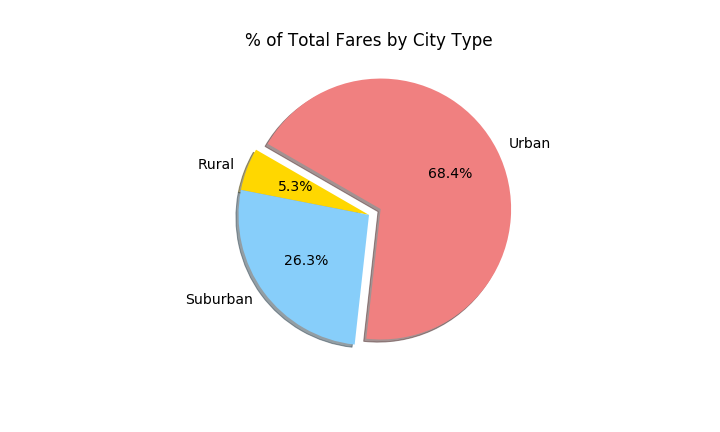 % of Total Fares by City Type
Urban
68.4%
Rural
5.3%
26.3%
Suburban